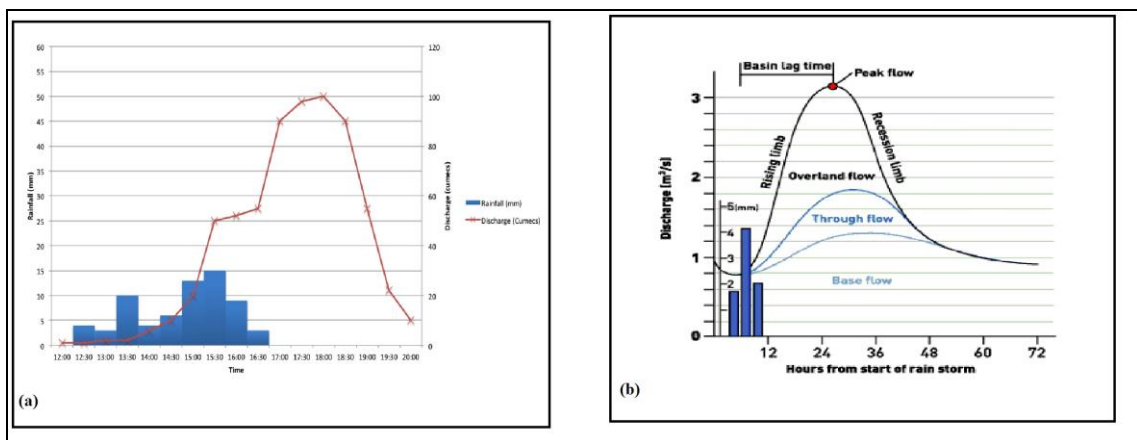 60
55
50
45
40
35
30
25
20
15
10
5
0
Rainfall (mm)
120
100
80
60
40
20
0
Discharge (cumecs)
Rainfall (mm)
Discharge (Cumecs)
12:00 12:30 13:00 13:30 14:00 14:30 15:00 15:30 16:00 16:30 17:00 17:30 18:00 18:30 19:00 19:30 20:00
Time
(a)
Basin lag time
Peak flow
3
2
1
0
Discharge (m³/s)
Rising limb
Recession limb
Overland flow
Through flow
Base flow
5(mm)
4
3
2
12 24 36 48 60 72
Hours from start of rain storm
(b)